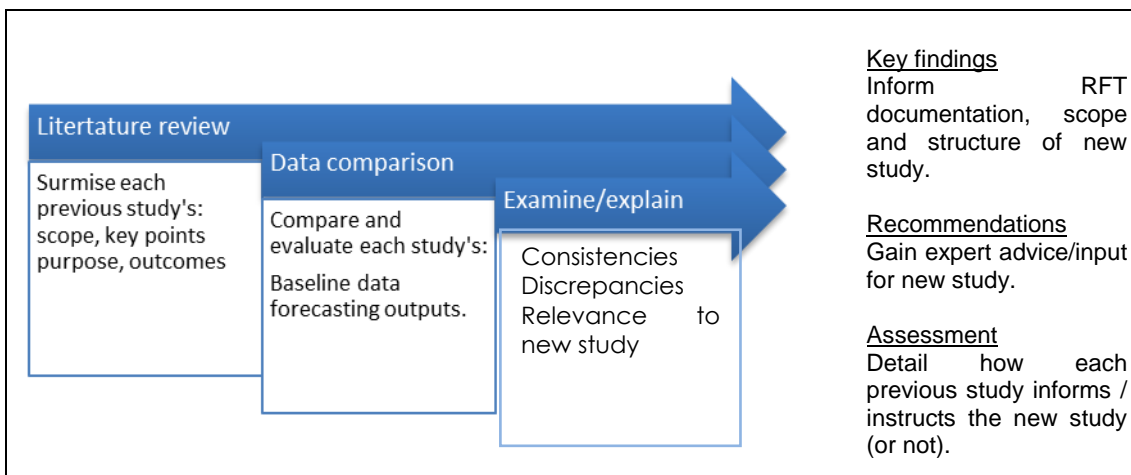 Litertature review
Surmise each
previous study's:
scope, key points
purpose, outcomes
Data comparison
Compare and
evaluate each study's:
Baseline data
forecasting outputs.
Examine/explain
Consistencies
Discrepancies
Relevance to
new study
Key findings
Inform RFT
documentation, scope
and structure of new
study.
Recommendations
Gain expert advice/input
for new study.
Assessment
Detail how each
previous study informs /
instructs the new study
(or not).